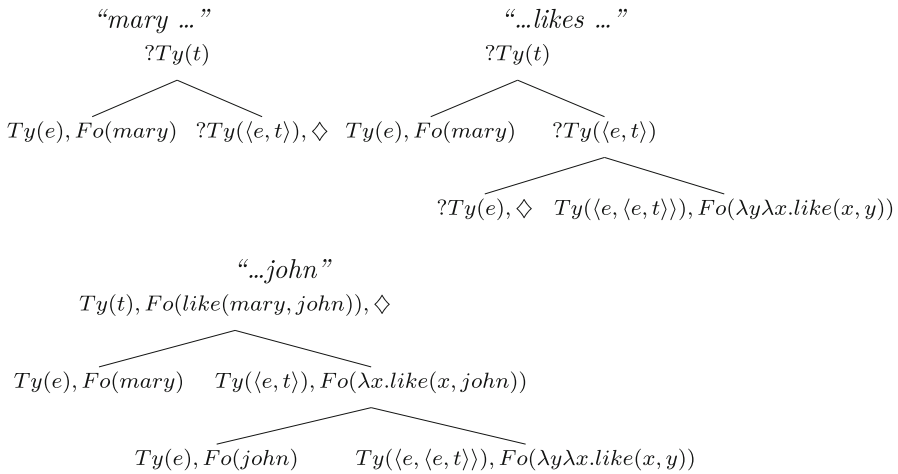 “mary ...”
?Ty(t)
Ty(e), Fo(mary) ?Ty(⟨e, t⟩), ♢
“...likes ...”
?Ty(t)
Ty(e), Fo(mary) ?Ty(⟨e, t⟩)
?Ty(e), ♢ Ty(⟨e, ⟨e, t⟩⟩), Fo(λyλx.like(x, y))
“...john”
Ty(t), Fo(like(mary, john)), ♢
Ty(e), Fo(mary) Ty(⟨e, t⟩), Fo(λx.like(x, john))
Ty(e), Fo(john) Ty(⟨e, ⟨e, t⟩⟩), Fo(λyλx.like(x, y))